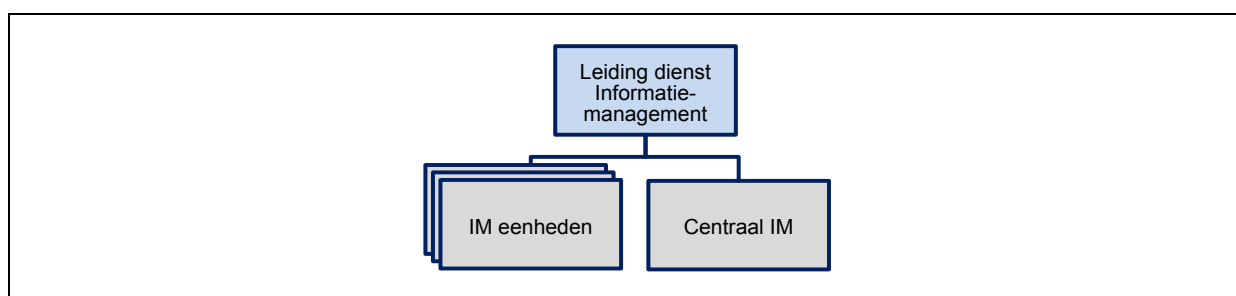 Leiding dienst
Informatie-
management
IM eenheden
Centraal IM